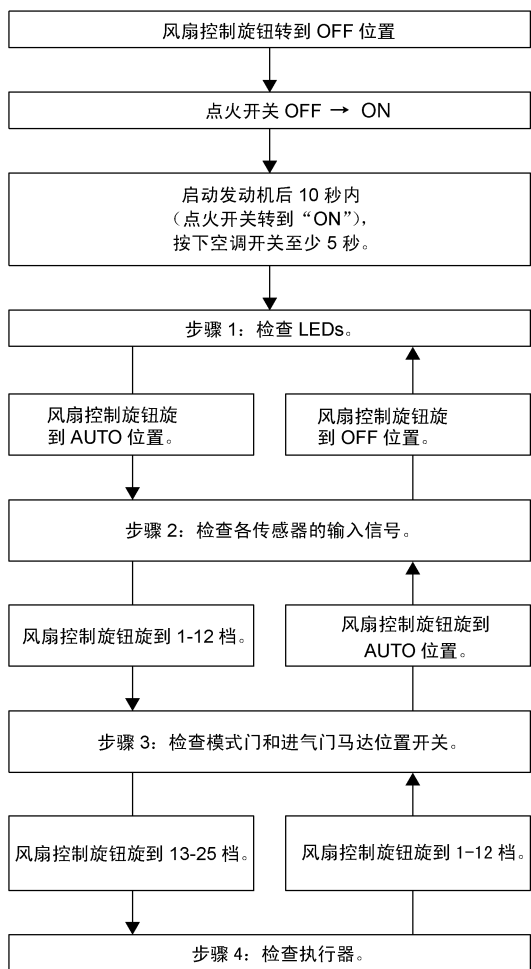 风扇控制旋钮转到 OFF 位置
点火开关 OFF → ON
启动发动机后 10 秒内
（点火开关转到“ON”），
按下空调开关至少 5 秒。
步骤 1：检查 LEDs。
风扇控制旋钮旋
到 AUTO 位置。
风扇控制旋钮旋
到 OFF 位置。
步骤 2：检查各传感器的输入信号。
风扇控制旋钮旋到 1-12 档。
风扇控制旋钮旋到
AUTO 位置。
步骤 3：检查模式门和进气门马达位置开关。
风扇控制旋钮旋到 13-25 档。
风扇控制旋钮旋到 1-12 档。
步骤 4：检查执行器。